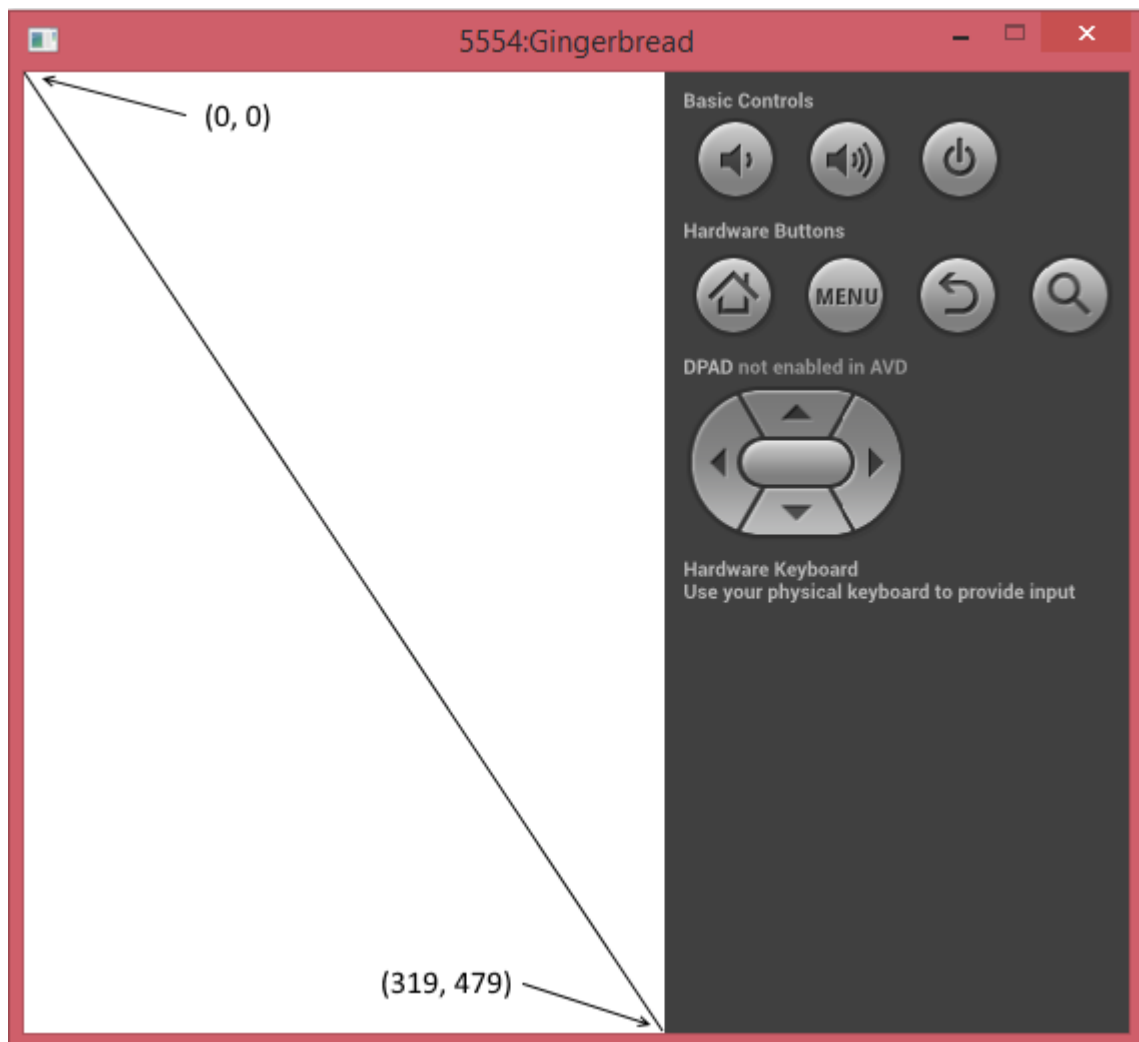 5554:Gingerbread
(0, 0)
(319, 479)
Basic Controls
Hardware Buttons
MENU
DPAD not enabled in AVD
Hardware Keyboard
Use your physical keyboard to provide input